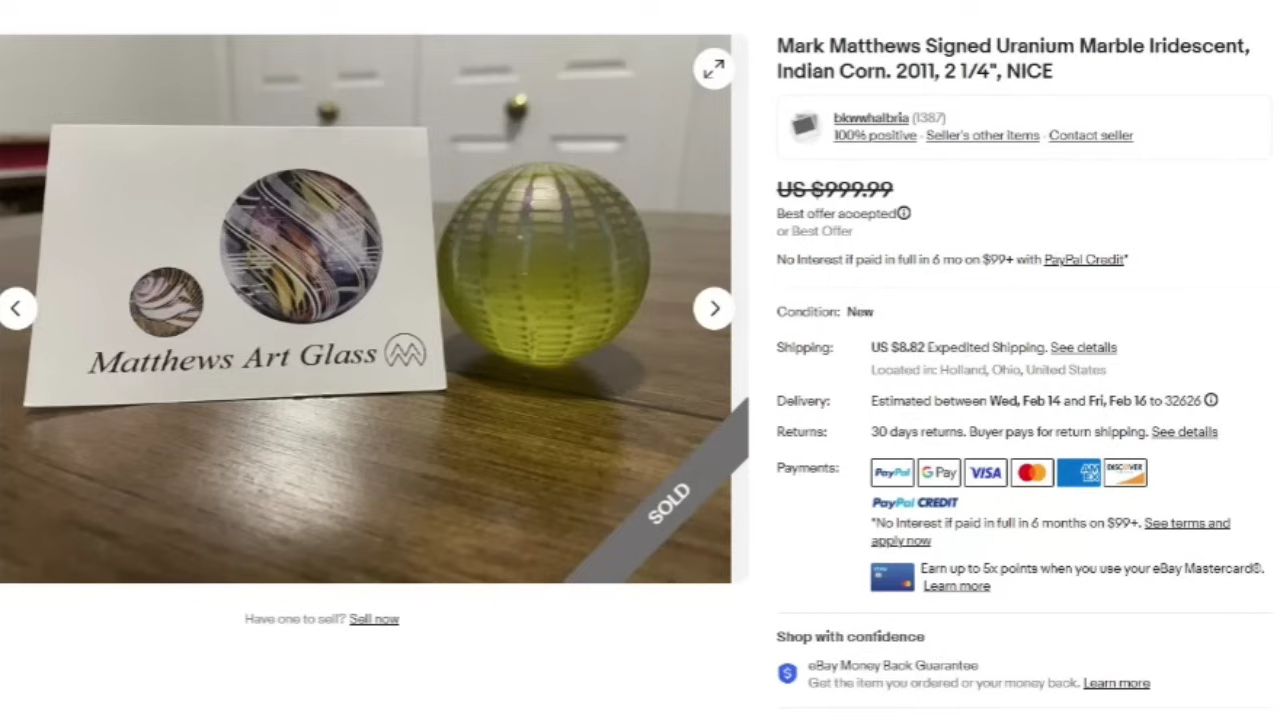 Mark Matthews Signed Uranium Marble Iridescent,
Indian Corn. 2011, 2 1/4", NICE
bkwwhalbria (1387)
100% positive · Seller's other items · Contact seller
US $999.99
Best offer accepted
or Best Offer
No Interest if paid in full in 6 mo on $99+ with PayPal Credit*
Condition: New
Shipping: US $8.82 Expedited Shipping. See details
Located in: Holland, Ohio, United States
Delivery: Estimated between Wed, Feb 14 and Fri, Feb 16 to 32626
Returns: 30 days returns. Buyer pays for return shipping. See details
Payments: PayPal G Pay VISA AM EX DISCOVER
PayPal CREDIT
*No Interest if paid in full in 6 months on $99+. See terms and
apply now
Earn up to 5x points when you use your eBay Mastercard®.
Learn more
Shop with confidence
eBay Money Back Guarantee
Get the item you ordered or your money back. Learn more
Matthews Art Glass
SOLD
Have one to sell? Sell now